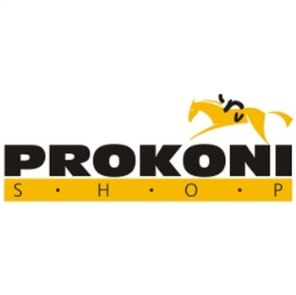 PROKONI
S · H · O · P